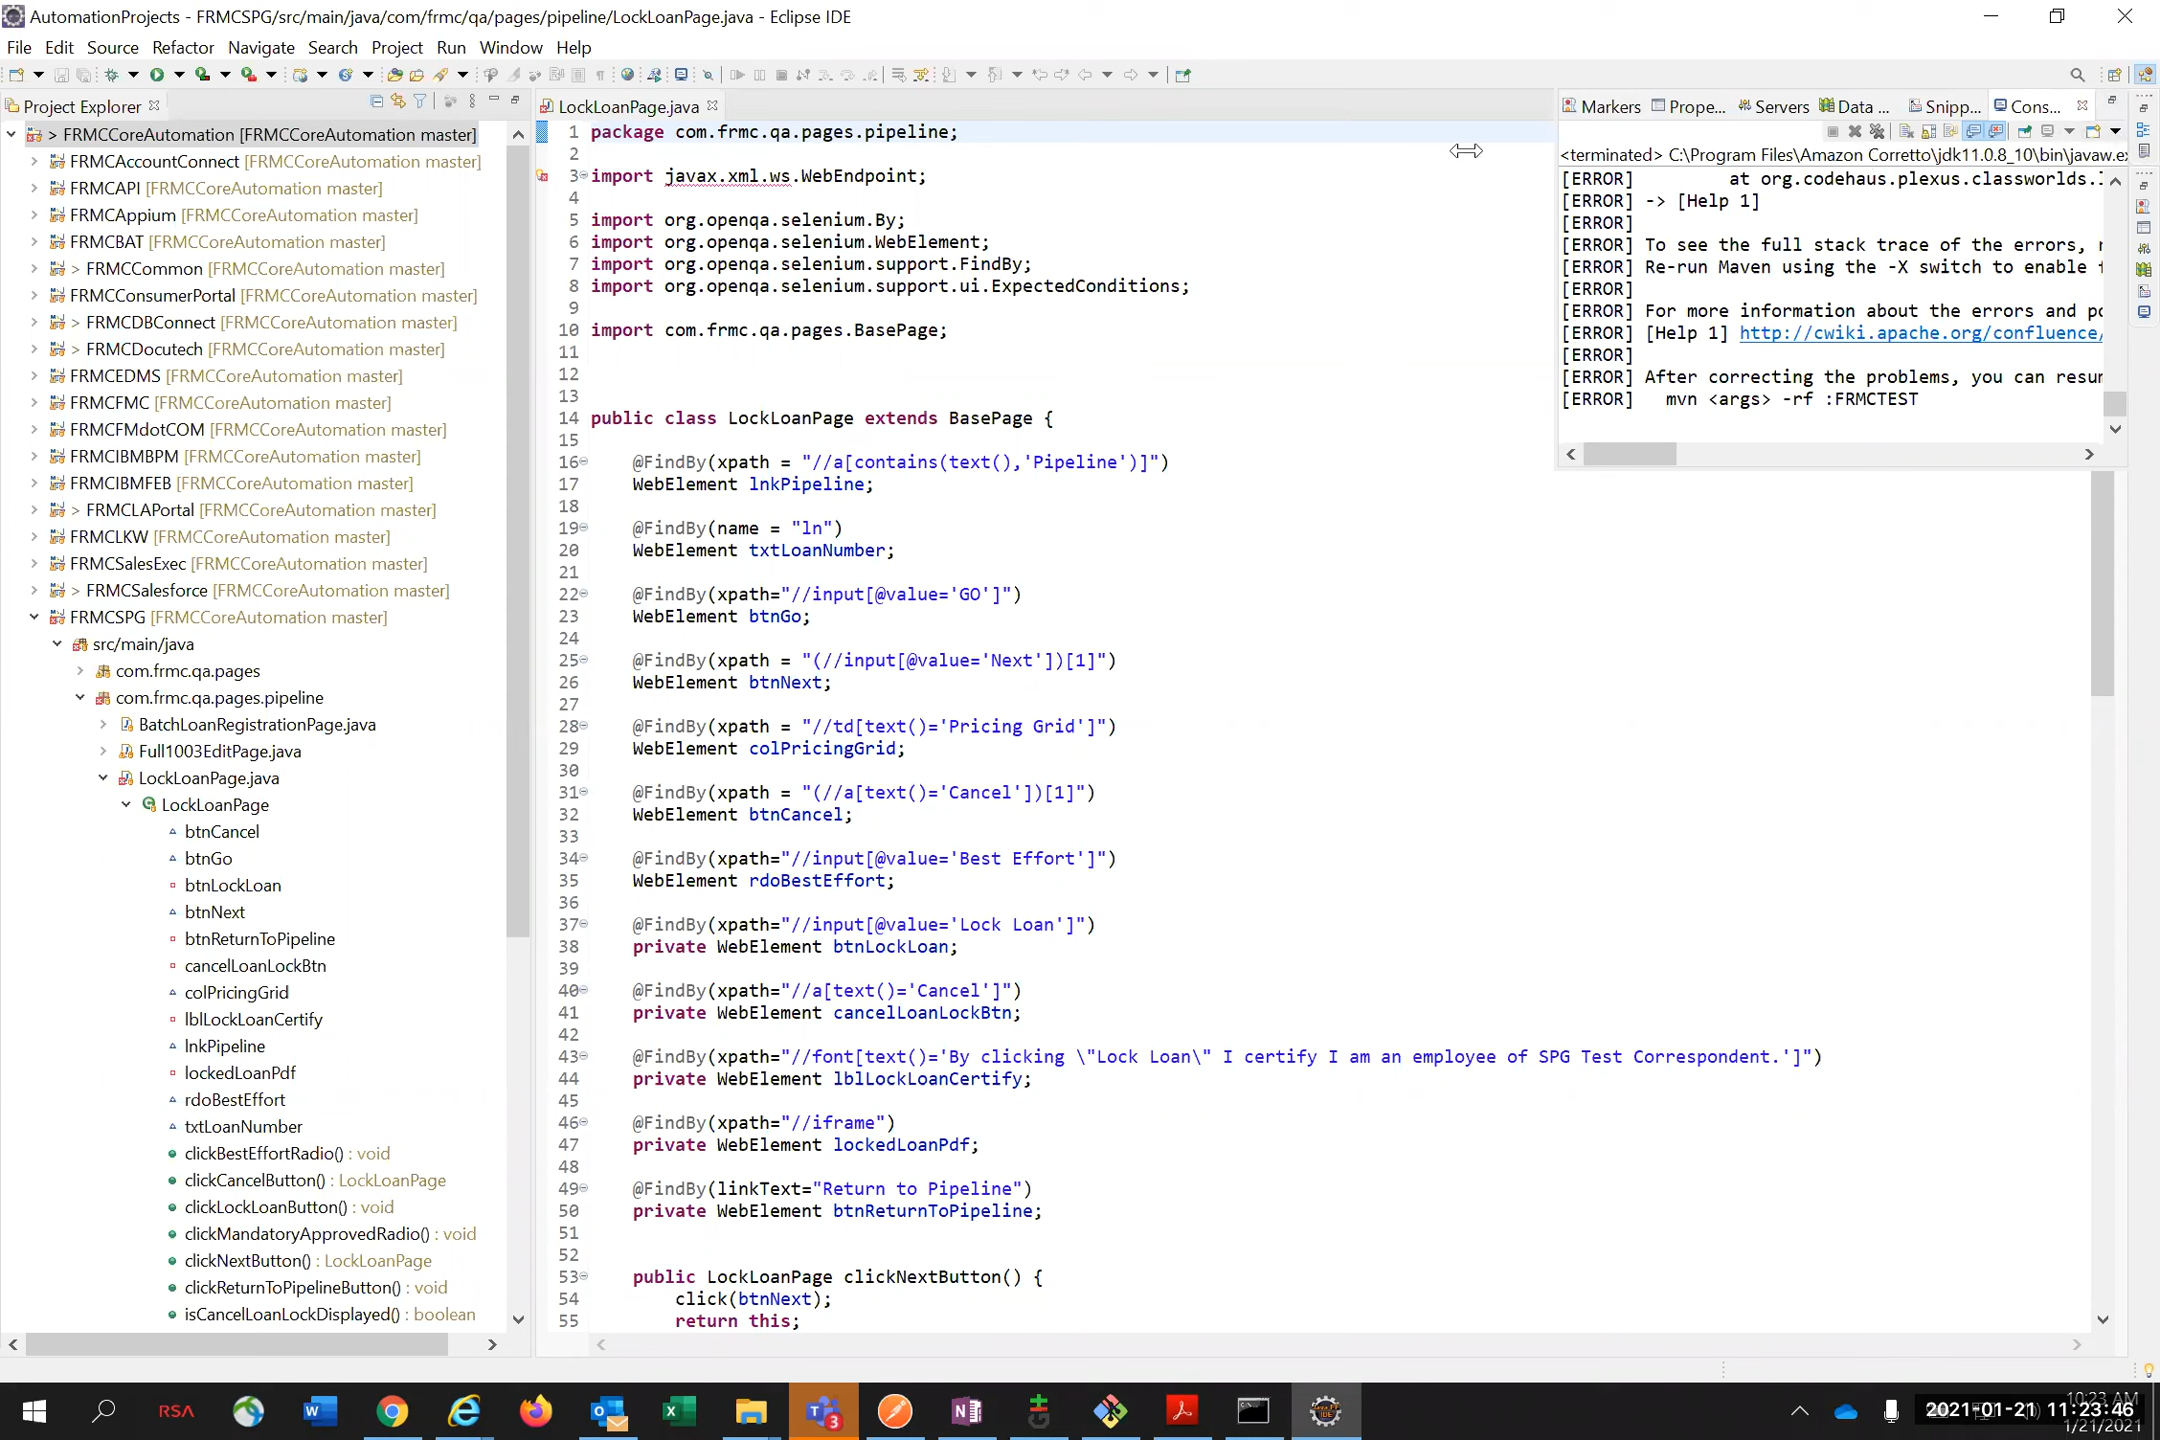 AutomationProjects - FRMCSPG/src/main/java/com/frmc/qa/pages/pipeline/LockLoanPage.java - Eclipse IDE
File Edit Source Refactor Navigate Search Project Run Window Help
Project Explorer
> FRMCCoreAutomation [FRMCCoreAutomation master]
FRMCAccountConnect [FRMCCoreAutomation master]
FRMCAPI [FRMCCoreAutomation master]
FRMCAppium [FRMCCoreAutomation master]
FRMCBAT [FRMCCoreAutomation master]
> FRMCCommon [FRMCCoreAutomation master]
FRMCConsumerPortal [FRMCCoreAutomation master]
> FRMCDBConnect [FRMCCoreAutomation master]
> FRMCDocutech [FRMCCoreAutomation master]
FRMCEDMS [FRMCCoreAutomation master]
FRMCFMC [FRMCCoreAutomation master]
FRMCFMdotCOM [FRMCCoreAutomation master]
FRMCIBMBPM [FRMCCoreAutomation master]
FRMCIBMFEB [FRMCCoreAutomation master]
> FRMCLAPortal [FRMCCoreAutomation master]
FRMCLKW [FRMCCoreAutomation master]
FRMCSalesExec [FRMCCoreAutomation master]
> FRMCSalesforce [FRMCCoreAutomation master]
FRMCSPG [FRMCCoreAutomation master]
src/main/java
com.frmc.qa.pages
com.frmc.qa.pages.pipeline
BatchLoanRegistrationPage.java
Full1003EditPage.java
LockLoanPage.java
LockLoanPage
btnCancel
btnGo
btnLockLoan
btnNext
btnReturnToPipeline
cancelLoanLockBtn
colPricingGrid
lblLockLoanCertify
lnkPipeline
lockedLoanPdf
rdoBestEffort
txtLoanNumber
clickBestEffortRadio() : void
clickCancelButton() : LockLoanPage
clickLockLoanButton() : void
clickMandatoryApprovedRadio() : void
clickNextButton() : LockLoanPage
clickReturnToPipelineButton() : void
isCancelLoanLockDisplayed() : boolean
LockLoanPage.java
1 package com.frmc.qa.pages.pipeline;
2
3 import javax.xml.ws.WebEndpoint;
4
5 import org.openqa.selenium.By;
6 import org.openqa.selenium.WebElement;
7 import org.openqa.selenium.support.FindBy;
8 import org.openqa.selenium.support.ui.ExpectedConditions;
9
10 import com.frmc.qa.pages.BasePage;
11
12
13
14 public class LockLoanPage extends BasePage {
15
16 @FindBy(xpath = "//a[contains(text(),'Pipeline')]")
17 WebElement lnkPipeline;
18
19 @FindBy(name = "ln")
20 WebElement txtLoanNumber;
21
22 @FindBy(xpath="//input[@value='GO']")
23 WebElement btnGo;
24
25 @FindBy(xpath = "(//input[@value='Next'])[1]")
26 WebElement btnNext;
27
28 @FindBy(xpath = "//td[text()='Pricing Grid']")
29 WebElement colPricingGrid;
30
31 @FindBy(xpath = "(//a[text()='Cancel'])[1]")
32 WebElement btnCancel;
33
34 @FindBy(xpath="//input[@value='Best Effort']")
35 WebElement rdoBestEffort;
36
37 @FindBy(xpath="//input[@value='Lock Loan']")
38 private WebElement btnLockLoan;
39
40 @FindBy(xpath="//a[text()='Cancel']")
41 private WebElement cancelLoanLockBtn;
42
43 @FindBy(xpath="//font[text()='By clicking \"Lock Loan\" I certify I am an employee of SPG Test Correspondent.']")
44 private WebElement lblLockLoanCertify;
45
46 @FindBy(xpath="//iframe")
47 private WebElement lockedLoanPdf;
48
49 @FindBy(linkText="Return to Pipeline")
50 private WebElement btnReturnToPipeline;
51
52
53 public LockLoanPage clickNextButton() {
54 click(btnNext);
55 return this;
Markers Prope... Servers Data ... Snipp... Cons...
<terminated> C:\Program Files\Amazon Corretto\jdk11.0.8_10\bin\javaw.ex
[ERROR] at org.codehaus.plexus.classworlds.
[ERROR] -> [Help 1]
[ERROR]
[ERROR] To see the full stack trace of the errors,
[ERROR] Re-run Maven using the -X switch to enable
[ERROR]
[ERROR] For more information about the errors and po
[ERROR] [Help 1] http://cwiki.apache.org/confluence/
[ERROR]
[ERROR] After correcting the problems, you can resu
[ERROR] mvn <args> -rf :FRMCTEST
RSA
3
10:23 AM
2021-01-21 11:23:46
1/21/2021